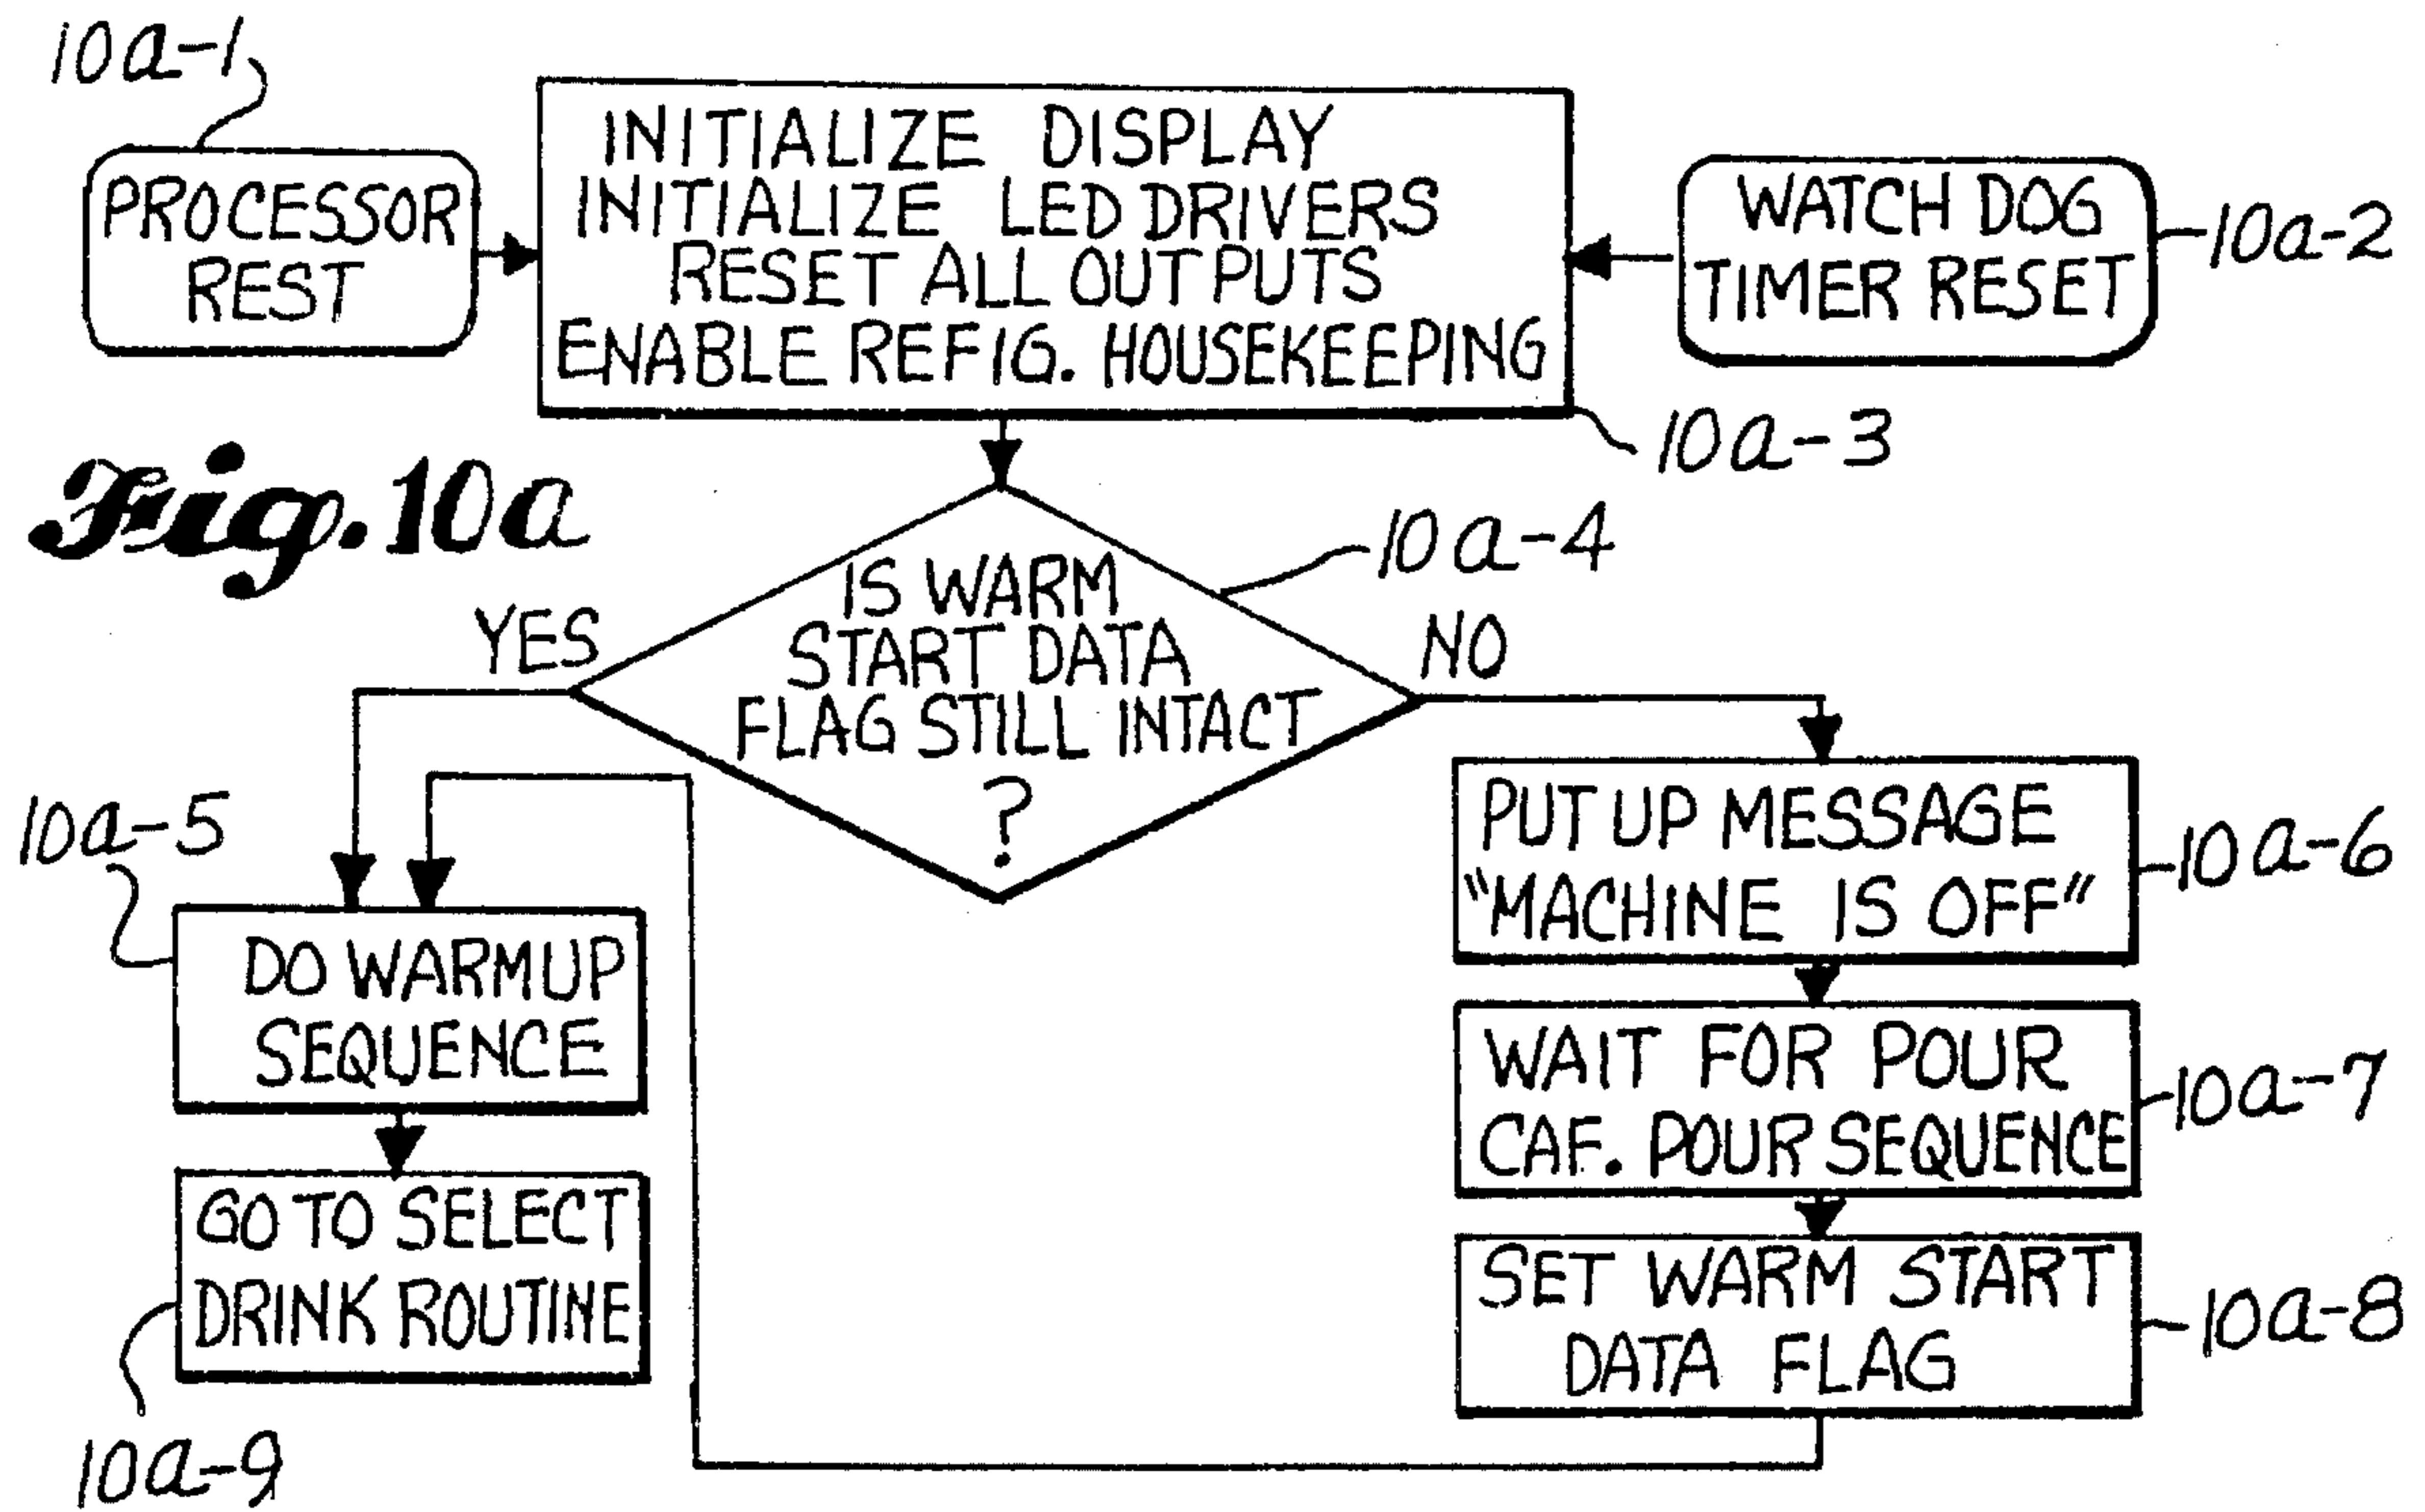 10a-1
PROCESSOR
REST
INITIALIZE DISPLAY
INITIALIZE LED DRIVERS
RESET ALL OUTPUTS
ENABLE REFIG. HOUSEKEEPING
WATCH DOG
TIMER RESET
10a-2
10a-3
Fig. 10a
IS WARM
START DATA
FLAG STILL INTACT
?
10a-4
YES
NO
10a-5
DO WARMUP
SEQUENCE
GO TO SELECT
DRINK ROUTINE
10a-9
PUT UP MESSAGE
"MACHINE IS OFF"
10a-6
WAIT FOR POUR
CAF. POUR SEQUENCE
10a-7
SET WARM START
DATA FLAG
10a-8